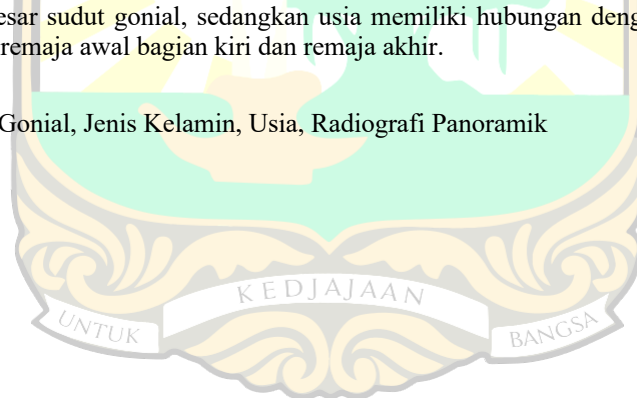 esar sudut gonial, sedangkan usia memiliki hubungan deng
remaja awal bagian kiri dan remaja akhir.
Gonial, Jenis Kelamin, Usia, Radiografi Panoramik
UNTUK KEDJAJAAN BANGSA